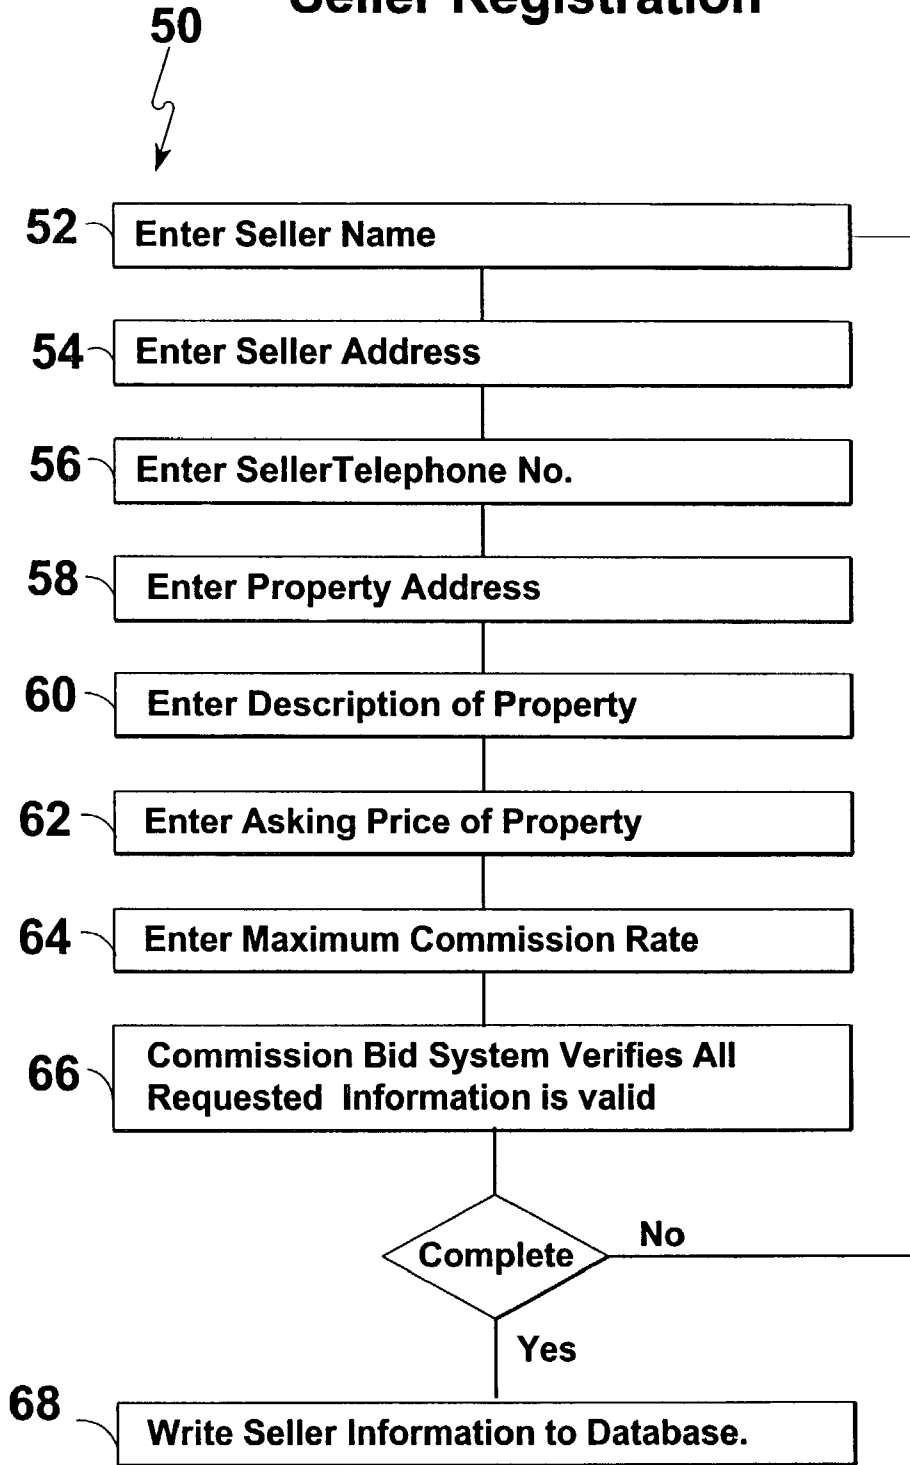 Seller Registration
50
52
Enter Seller Name
54
Enter Seller Address
56
Enter SellerTelephone No.
58
Enter Property Address
60
Enter Description of Property
62
Enter Asking Price of Property
64
Enter Maximum Commission Rate
66
Commission Bid System Verifies All
Requested Information is valid
Complete
No
Yes
68
Write Seller Information to Database.